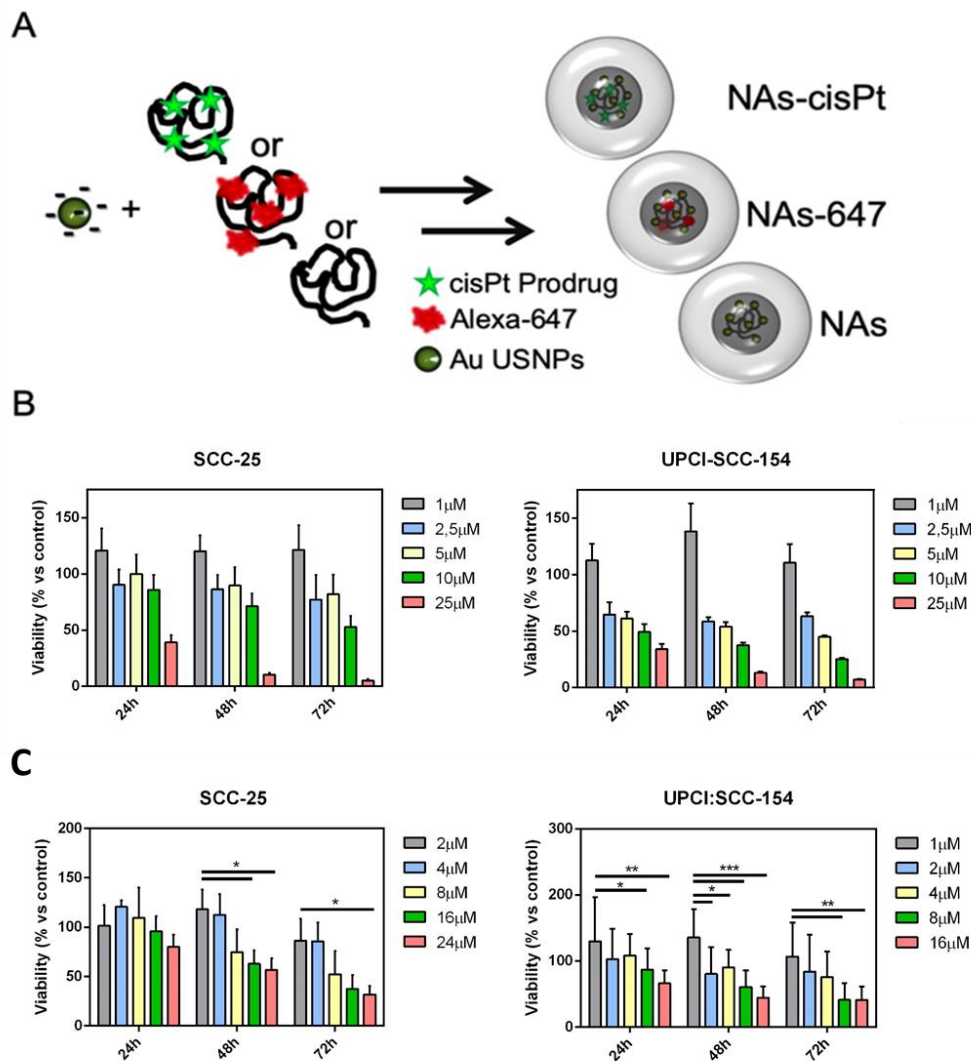 A
or
or
+
NAs-cisPt
NAs-647
NAs
cisPt Prodrug
Alexa-647
Au USNPs
B
SCC-25
Viability (% vs control)
150
100
50
0
24h
48h
72h
1μM
2,5μM
5μM
10μM
25μM
UPCI-SCC-154
Viability (% vs control)
150
100
50
0
24h
48h
72h
1μM
2,5μM
5μM
10μM
25μM
C
SCC-25
Viability (% vs control)
200
150
100
50
0
*
*
24h
48h
72h
2μM
4μM
8μM
16μM
24μM
UPCI:SCC-154
Viability (% vs control)
300
200
100
0
**
*
***
*
**
24h
48h
72h
1μM
2μM
4μM
8μM
16μM